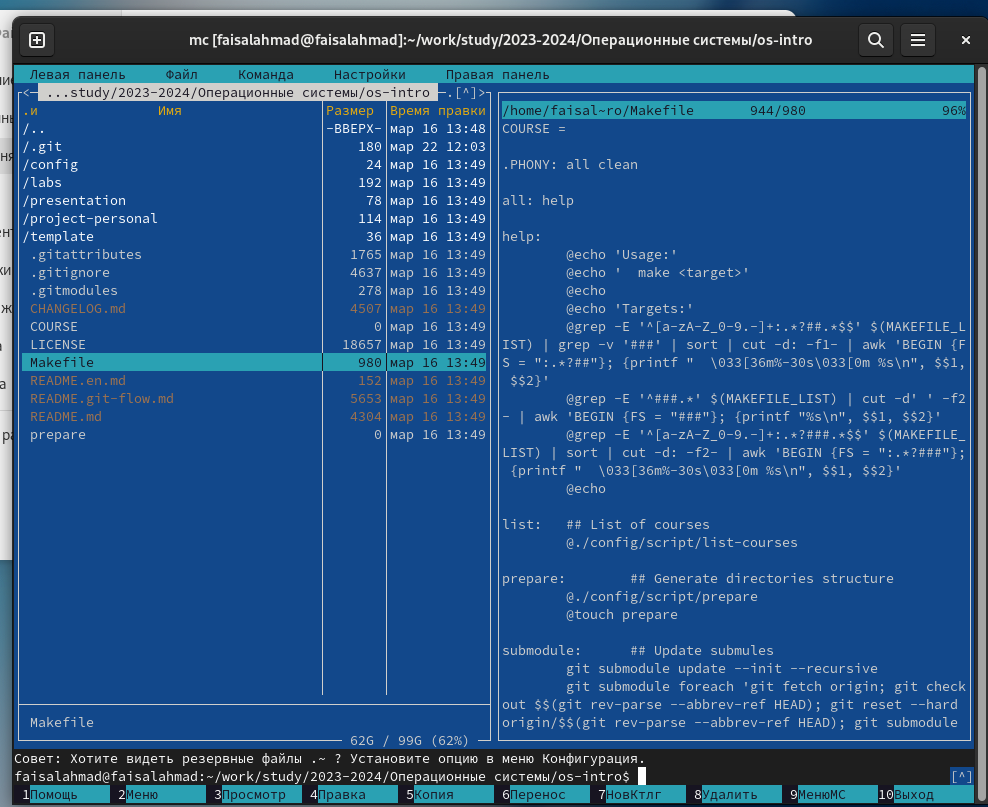 mc [faisalahmad@faisalahmad]:~/work/study/2023-2024/Операционные системы/os-intro
Левая панель Файл Команда Настройки Правая панель
<─ ...study/2023-2024/Операционные системы/os-intro ─.[^]>
.и Имя Размер Время правки
/.. -ВВЕРХ- мар 16 13:48
/.git 180 мар 22 12:03
/config 24 мар 16 13:49
/labs 192 мар 16 13:49
/presentation 78 мар 16 13:49
/project-personal 114 мар 16 13:49
/template 36 мар 16 13:49
.gitattributes 1765 мар 16 13:49
.gitignore 4637 мар 16 13:49
.gitmodules 278 мар 16 13:49
CHANGELOG.md 4507 мар 16 13:49
COURSE 0 мар 16 13:49
LICENSE 18657 мар 16 13:49
Makefile 980 мар 16 13:49
README.en.md 152 мар 16 13:49
README.git-flow.md 5653 мар 16 13:49
README.md 4304 мар 16 13:49
prepare 0 мар 16 13:49
Makefile
62G / 99G (62%)
/home/faisal~ro/Makefile 944/980 96%
COURSE =
.PHONY: all clean
all: help
help:
@echo 'Usage:'
@echo '  make <target>'
@echo
@echo 'Targets:'
@grep -E '^[a-zA-Z_0-9.-]+:.*?##.*$$' $(MAKEFILE_L
IST) | grep -v '###' | sort | cut -d: -f1- | awk 'BEGIN {F
S = ":.*?##"}; {printf "  \033[36m%-30s\033[0m %s\n", $$1,
$$2}'
@grep -E '^###.*' $(MAKEFILE_LIST) | cut -d' ' -f2
- | awk 'BEGIN {FS = "###"}; {printf "%s\n", $$1, $$2}'
@grep -E '^[a-zA-Z_0-9.-]+:.*?###.*$$' $(MAKEFILE_
LIST) | sort | cut -d: -f2- | awk 'BEGIN {FS = ":.*?###"};
{printf "  \033[36m%-30s\033[0m %s\n", $$1, $$2}'
@echo
list: ## List of courses
@./config/script/list-courses
prepare: ## Generate directories structure
@./config/script/prepare
@touch prepare
submodule: ## Update submules
git submodule update --init --recursive
git submodule foreach 'git fetch origin; git check
out $$(git rev-parse --abbrev-ref HEAD); git reset --hard
origin/$$(git rev-parse --abbrev-ref HEAD); git submodule
Совет: Хотите видеть резервные файлы .~ ? Установите опцию в меню Конфигурация.
faisalahmad@faisalahmad:~/work/study/2023-2024/Операционные системы/os-intro$ [^]
1Помощь 2Меню 3Просмотр 4Правка 5Копия 6Перенос 7НовКтлг 8Удалить 9МенюMC 10Выход